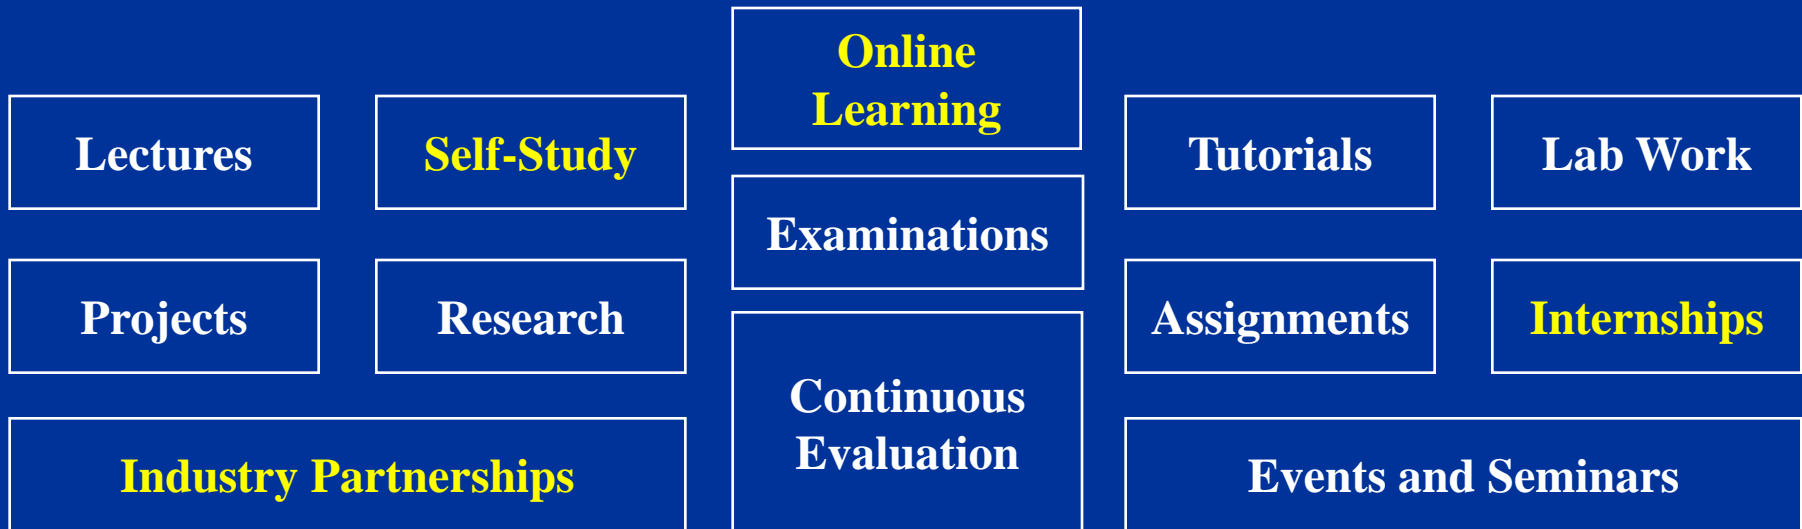 Online
Learning
Lectures
Self-Study
Tutorials
Lab Work
Examinations
Projects
Research
Assignments
Internships
Continuous
Evaluation
Industry Partnerships
Events and Seminars